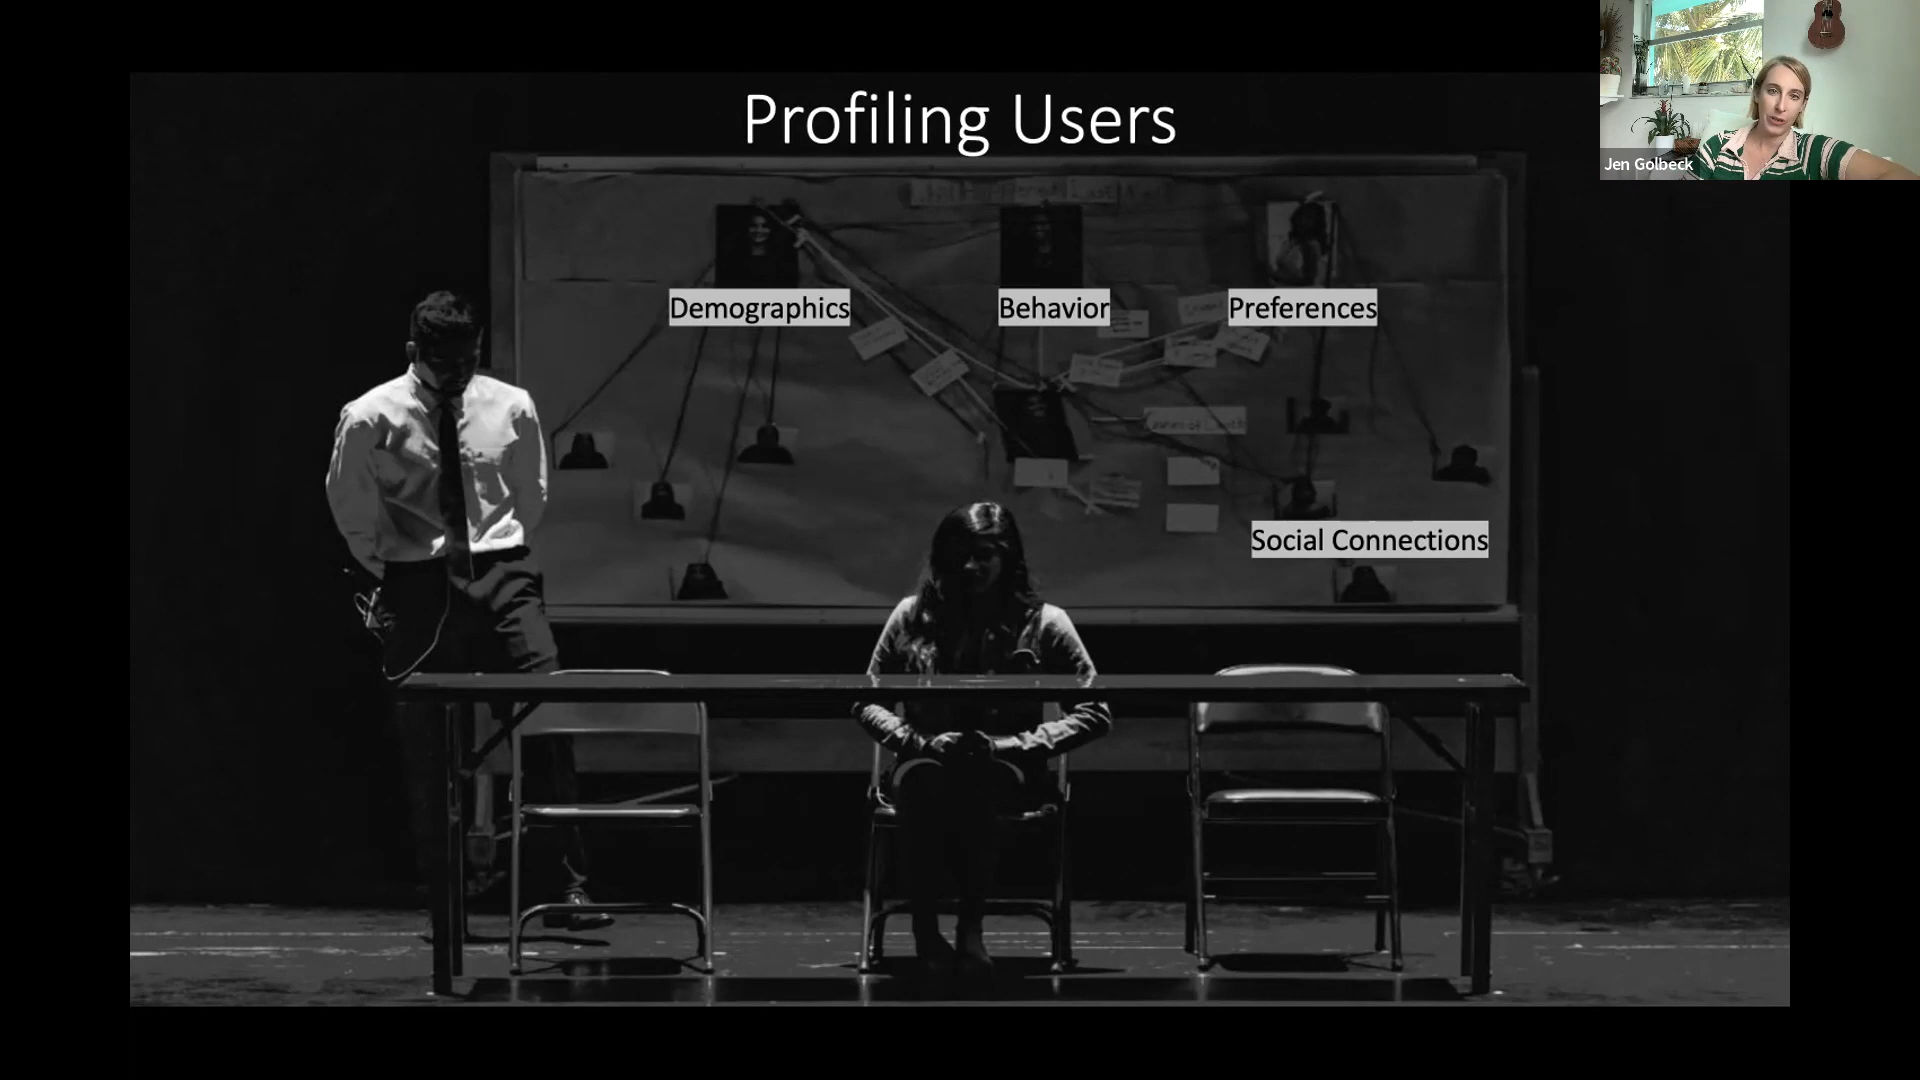 Profiling Users
Jen Golbeck
Demographics
Behavior
Preferences
Social Connections